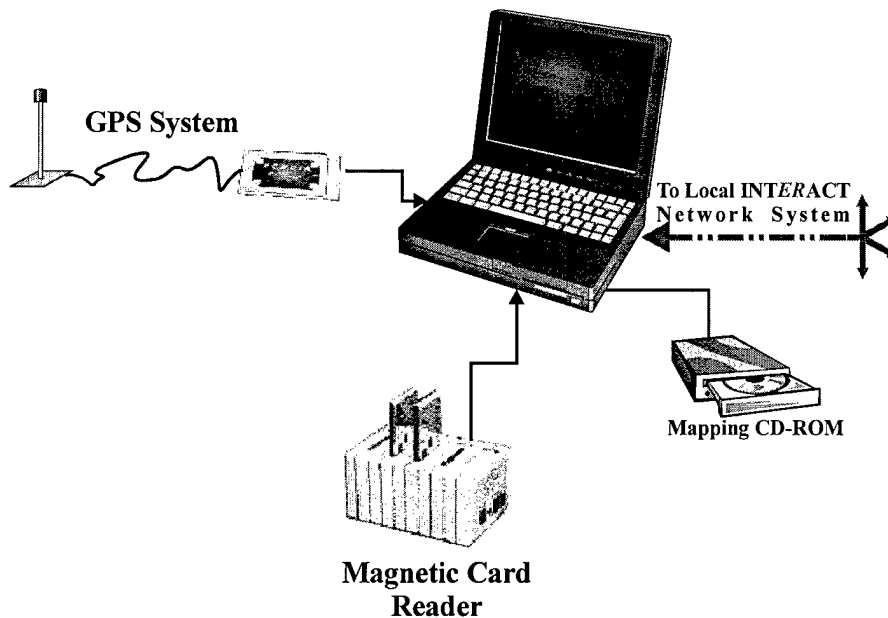 GPS System
To Local INTERACT
Network System
Mapping CD-ROM
Magnetic Card
Reader